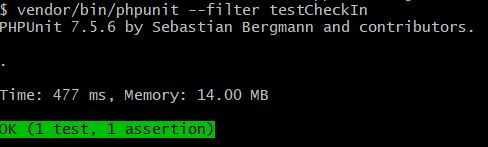 $ vendor/bin/phpunit --filter testCheckIn
PHPUnit 7.5.6 by Sebastian Bergmann and contributors.
.
Time: 477 ms, Memory: 14.00 MB
OK (1 test, 1 assertion)